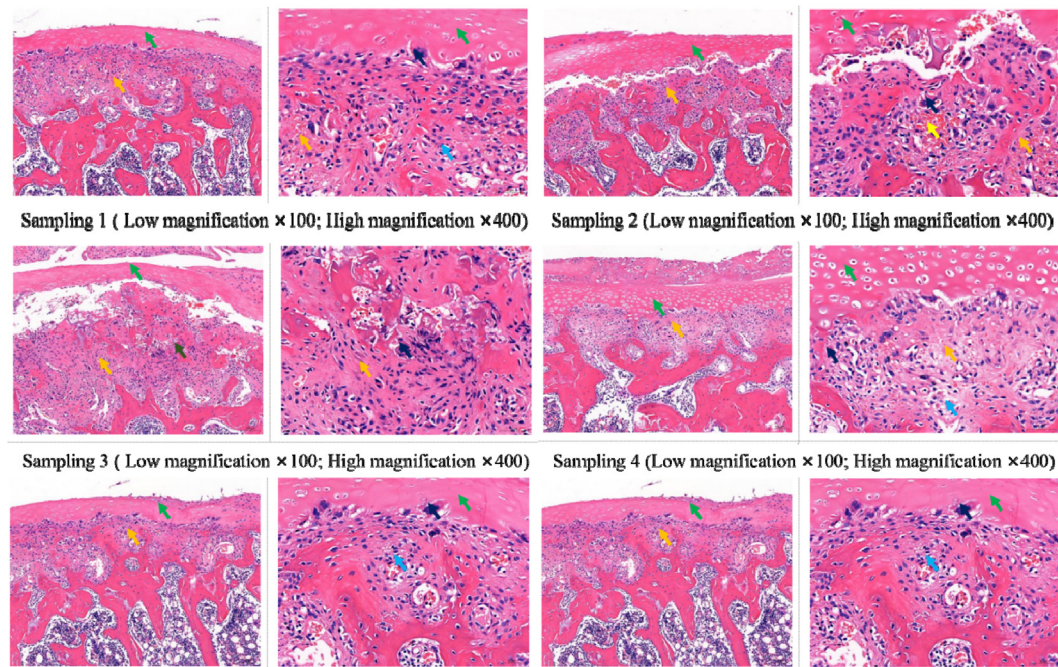 Sampling 1 ( Low magnification ×100; High magnification ×400)
Sampling 2 (Low magnification ×100; High magnification ×400)
Sampling 3 ( Low magnification ×100; High magnification ×400)
Sampling 4 (Low magnification ×100; High magnification ×400)